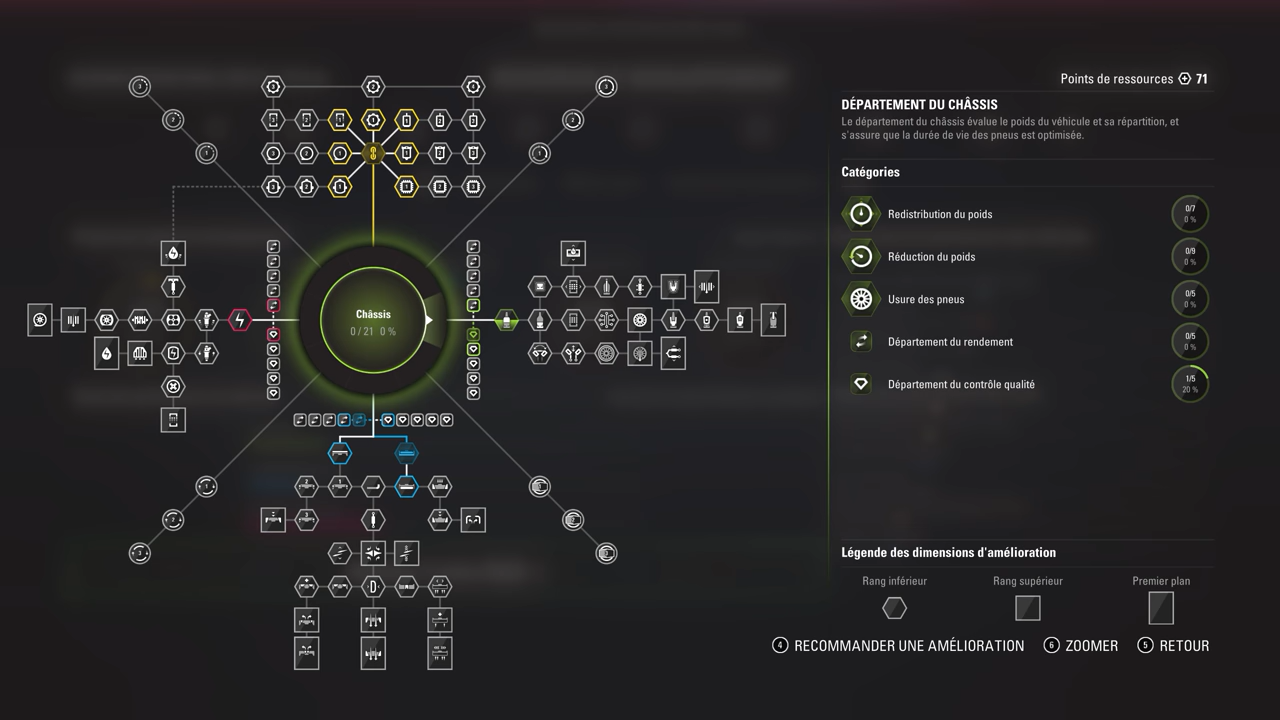 Points de ressources 71
DÉPARTEMENT DU CHÂSSIS
Le département du châssis évalue le poids du véhicule et sa répartition, et
s'assure que la durée de vie des pneus est optimisée.
Catégories
Redistribution du poids
0/7
0 %
Réduction du poids
0/9
0 %
Usure des pneus
0/5
0 %
Département du rendement
0/5
0 %
Département du contrôle qualité
1/5
20 %
Châssis
0/21 0 %
Légende des dimensions d'amélioration
Rang inférieur
Rang supérieur
Premier plan
4 RECOMMANDER UNE AMÉLIORATION
6 ZOOMER
5 RETOUR